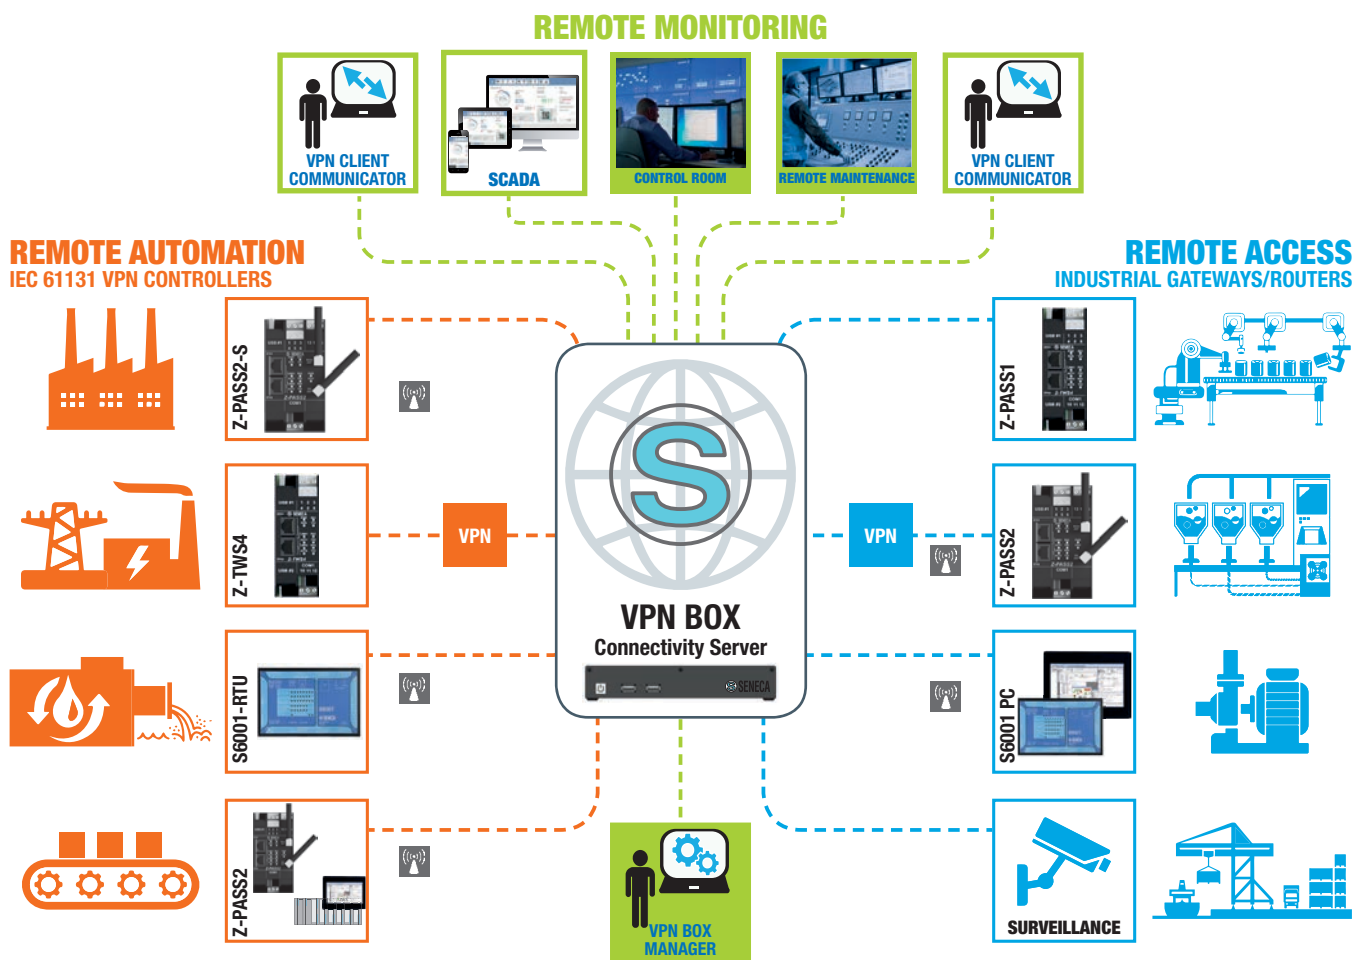 REMOTE MONITORING
VPN CLIENT
COMMUNICATOR
SCADA
CONTROL ROOM
REMOTE MAINTENANCE
VPN CLIENT
COMMUNICATOR
REMOTE AUTOMATION
IEC 61131 VPN CONTROLLERS
REMOTE ACCESS
INDUSTRIAL GATEWAYS/ROUTERS
Z-PASS2-S
Z-TWS4
S6001-RTU
Z-PASS2
VPN
S
VPN BOX
Connectivity Server
SENECA
VPN
Z-PASS1
Z-PASS2
S6001 PC
SURVEILLANCE
VPN BOX
MANAGER